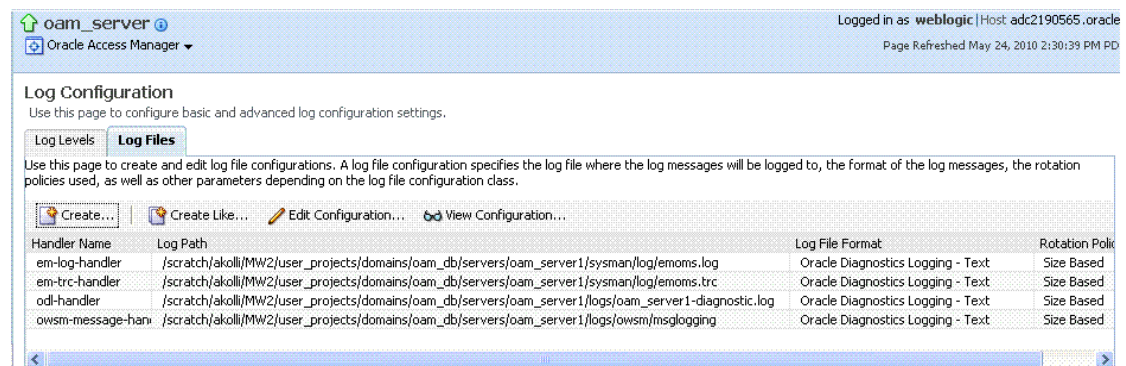 oam_server
Logged in as weblogic|Host adc2190565.oracle
Oracle Access Manager
Page Refreshed May 24, 2010 2:30:39 PM PD
Log Configuration
Use this page to configure basic and advanced log configuration settings.
Log Levels Log Files
Use this page to create and edit log file configurations. A log file configuration specifies the log file where the log messages will be logged to, the format of the log messages, the rotation
policies used, as well as other parameters depending on the log file configuration class.
Create... Create Like... Edit Configuration... View Configuration...
Handler Name Log Path Log File Format Rotation Polic
em-log-handler /scratch/akolli/MW2/user_projects/domains/oam_db/servers/oam_server1/sysman/log/emoms.log Oracle Diagnostics Logging - Text Size Based
em-trc-handler /scratch/akolli/MW2/user_projects/domains/oam_db/servers/oam_server1/sysman/log/emoms.trc Oracle Diagnostics Logging - Text Size Based
odl-handler /scratch/akolli/MW2/user_projects/domains/oam_db/servers/oam_server1/logs/oam_server1-diagnostic.log Oracle Diagnostics Logging - Text Size Based
owsm-message-han /scratch/akolli/MW2/user_projects/domains/oam_db/servers/oam_server1/logs/owsm/msglogging Oracle Diagnostics Logging - Text Size Based